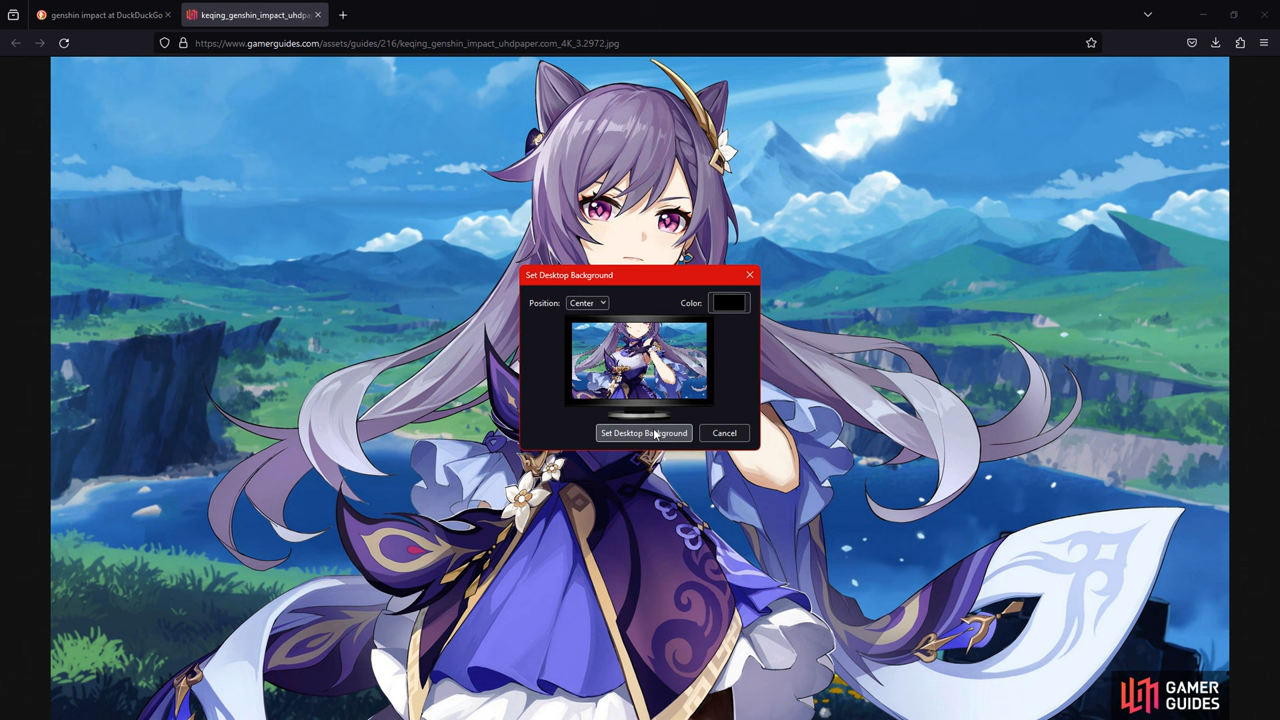 genshin impact at DuckDuckGo
keqing_genshin_impact_uhdpa
https://www.gamerguides.com/assets/guides/216/keqing_genshin_impact_uhdpaper.com_4K_3.2972.jpg
Set Desktop Background
Position: Center Color:
Set Desktop Background Cancel
GAMER
GUIDES